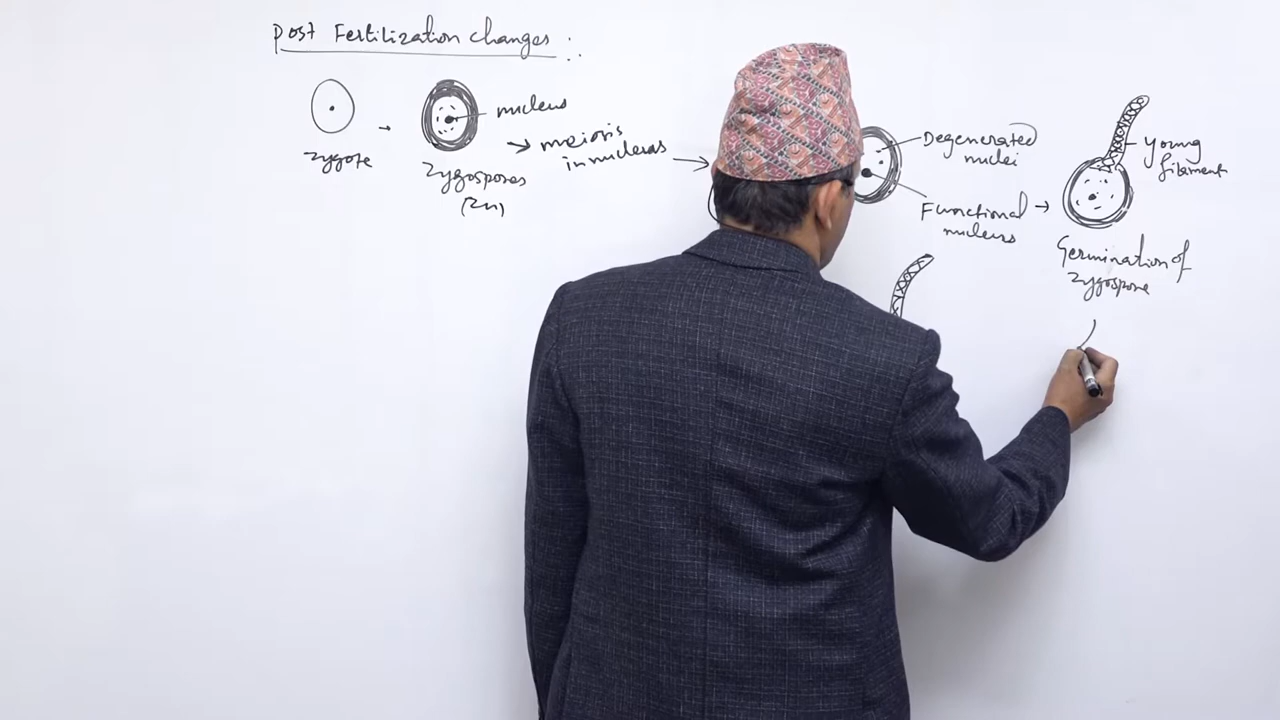 Post Fertilization changes :
nucleus
Degenerated
nuclei
young
filament
meiosis
in nucleus
zygote
zygospores
(2n)
Functional
nucleus
Germination of
zygospore